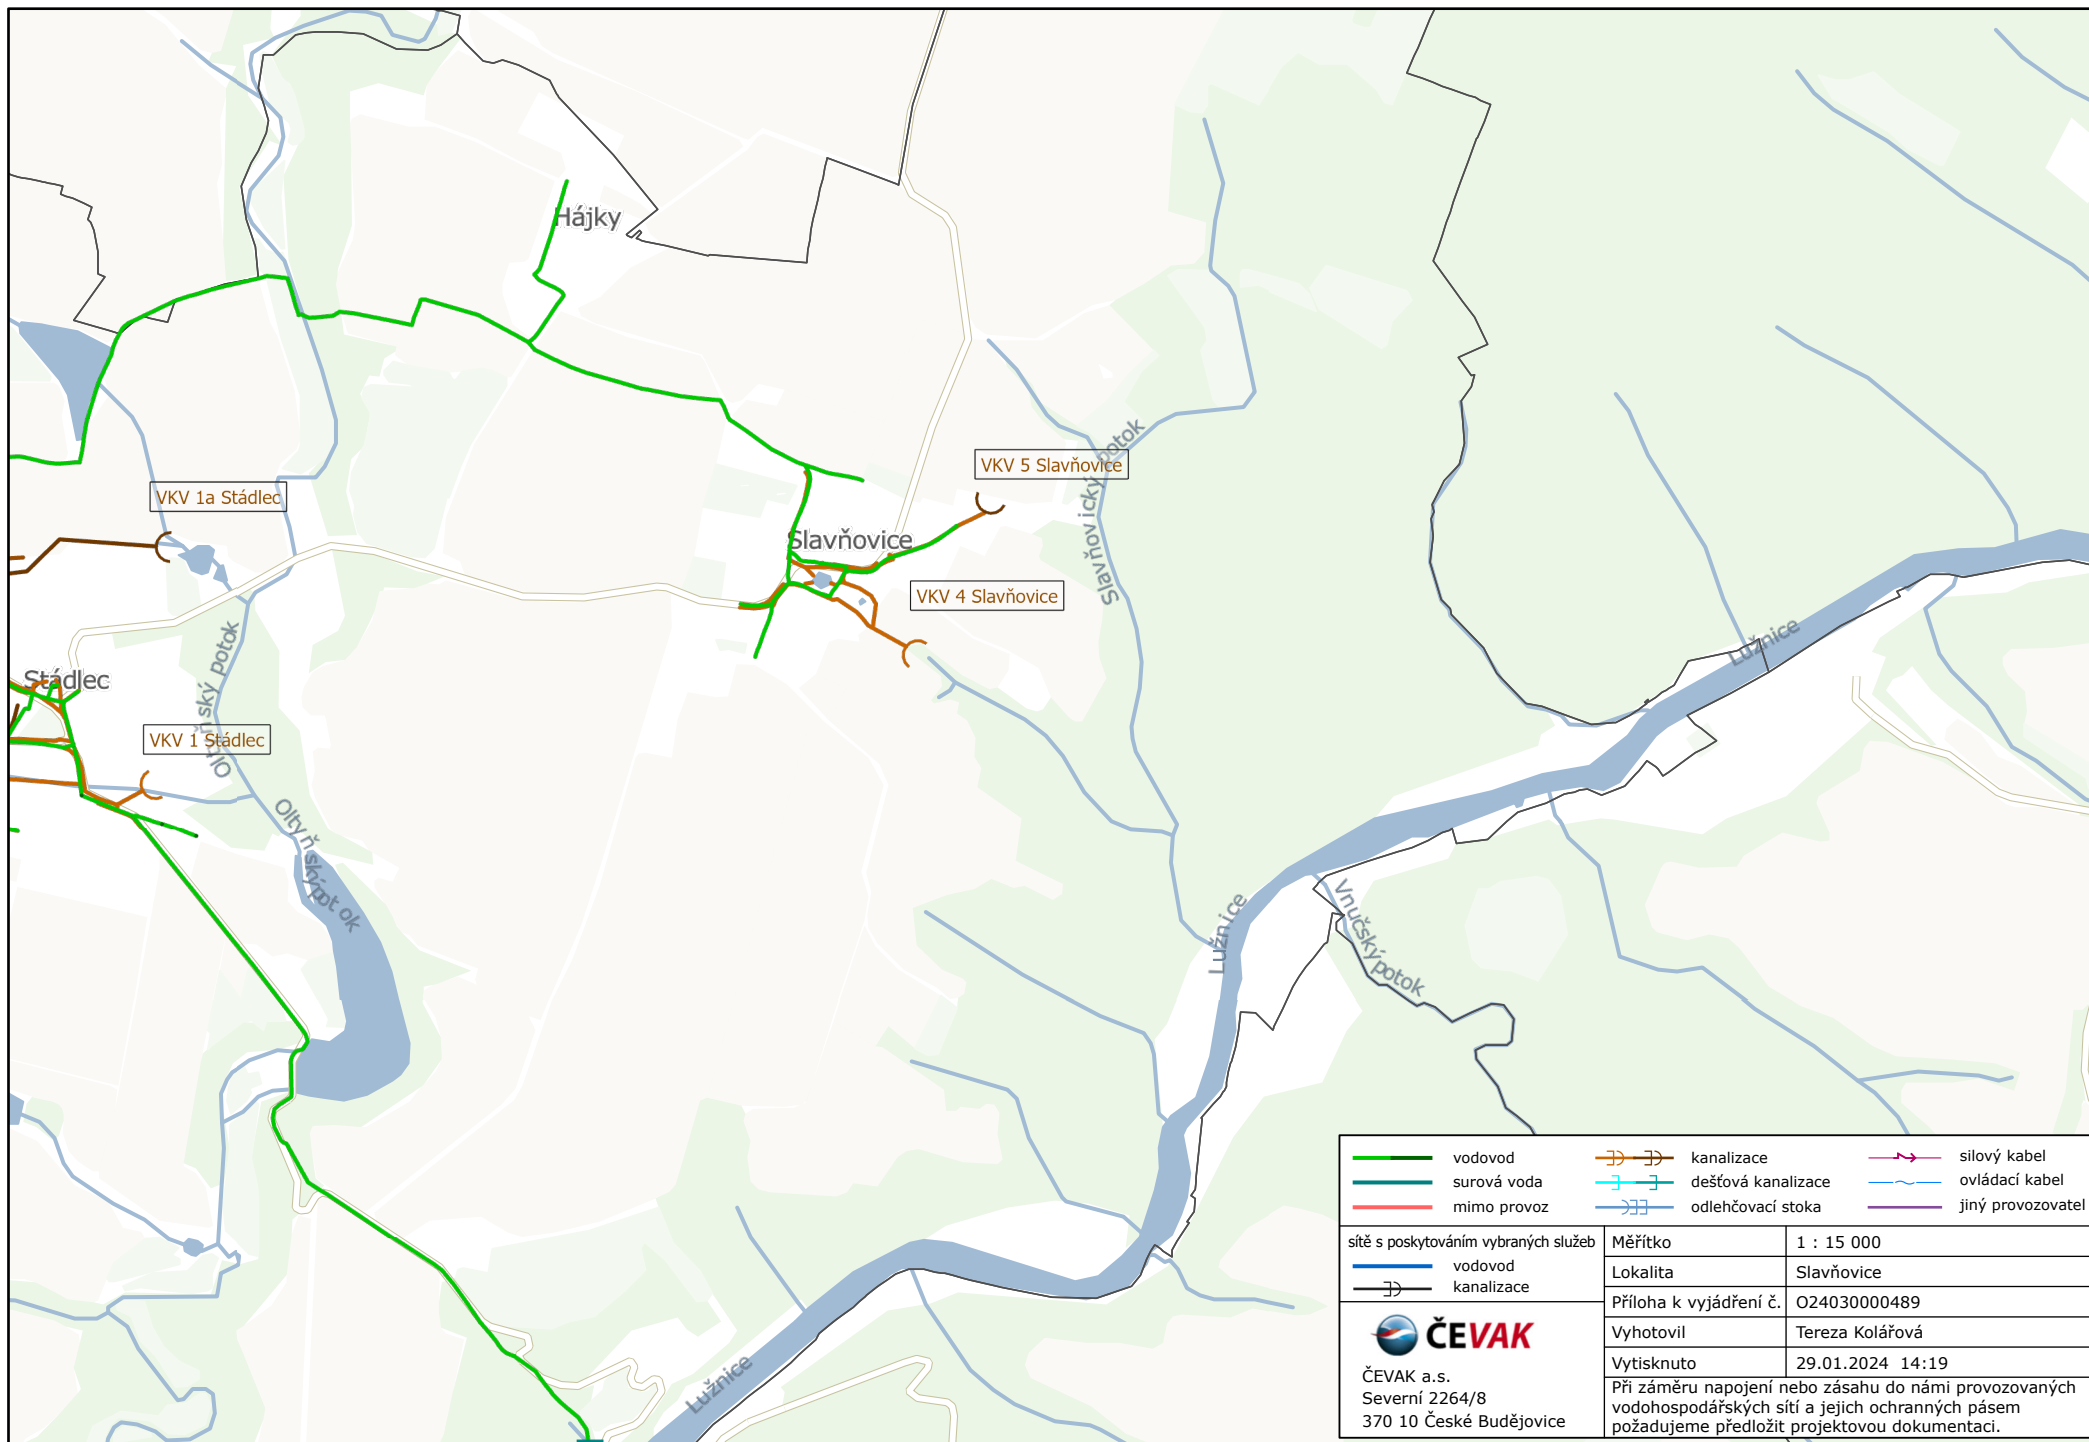 Hájky
VKV 5 Slavňovice
Slavňovický potok
VKV 1a Stádlec
Slavňovice
VKV 4 Slavňovice
Lužnice
Stádlec
Oltyňský potok
VKV 1 Stádlec
Oltyňský potok
Lužnice
Vnučský potok
Lužnice
vodovod
surová voda
mimo provoz
kanalizace
dešťová kanalizace
odlehčovací stoka
silový kabel
ovládací kabel
jiný provozovatel
sítě s poskytováním vybraných služeb
vodovod
kanalizace
Měřítko 1 : 15 000
Lokalita Slavňovice
Příloha k vyjádření č. O24030000489
Vyhotovil Tereza Kolářová
Vytisknuto 29.01.2024 14:19
ČEVAK
ČEVAK a.s.
Severní 2264/8
370 10 České Budějovice
Při záměru napojení nebo zásahu do námi provozovaných
vodohospodářských sítí a jejich ochranných pásem
požadujeme předložit projektovou dokumentaci.